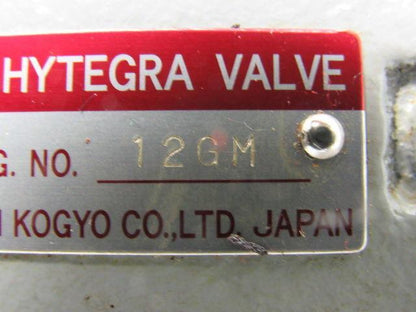 HYTEGRA VALVE
G. NO. 12GM
KOGYO CO.,LTD. JAPAN